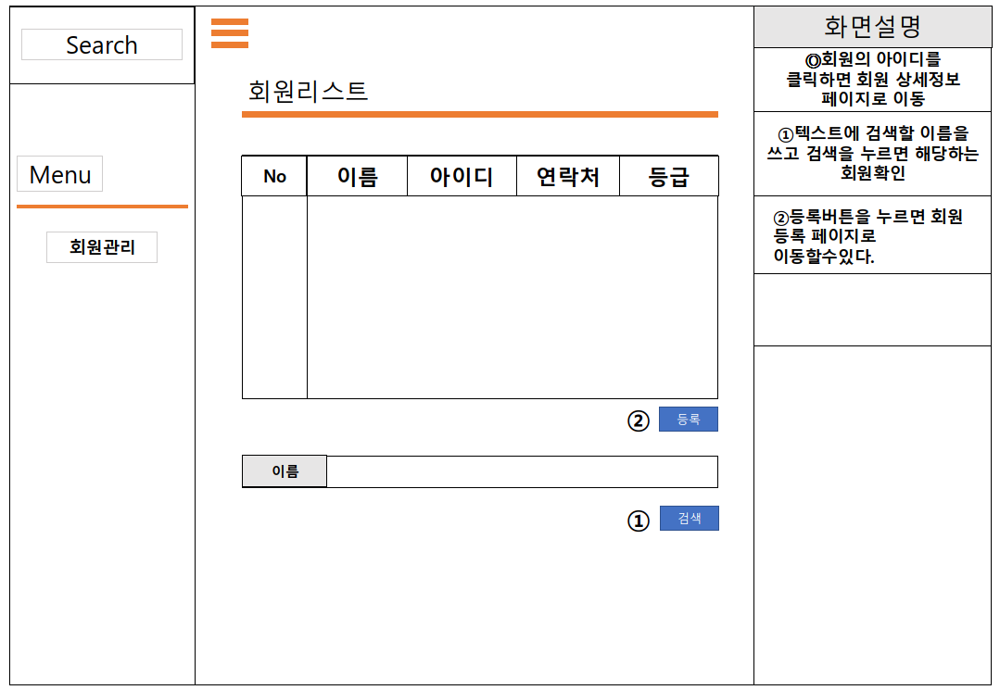 Search
Menu
회원관리
회원리스트
No 이름 아이디 연락처 등급
② 등록
이름
① 검색
화면설명
⓪회원의 아이디를
클릭하면 회원 상세정보
페이지로 이동
①텍스트에 검색할 이름을
쓰고 검색을 누르면 해당하는
회원확인
②등록버튼을 누르면 회원
등록 페이지로
이동할수있다.